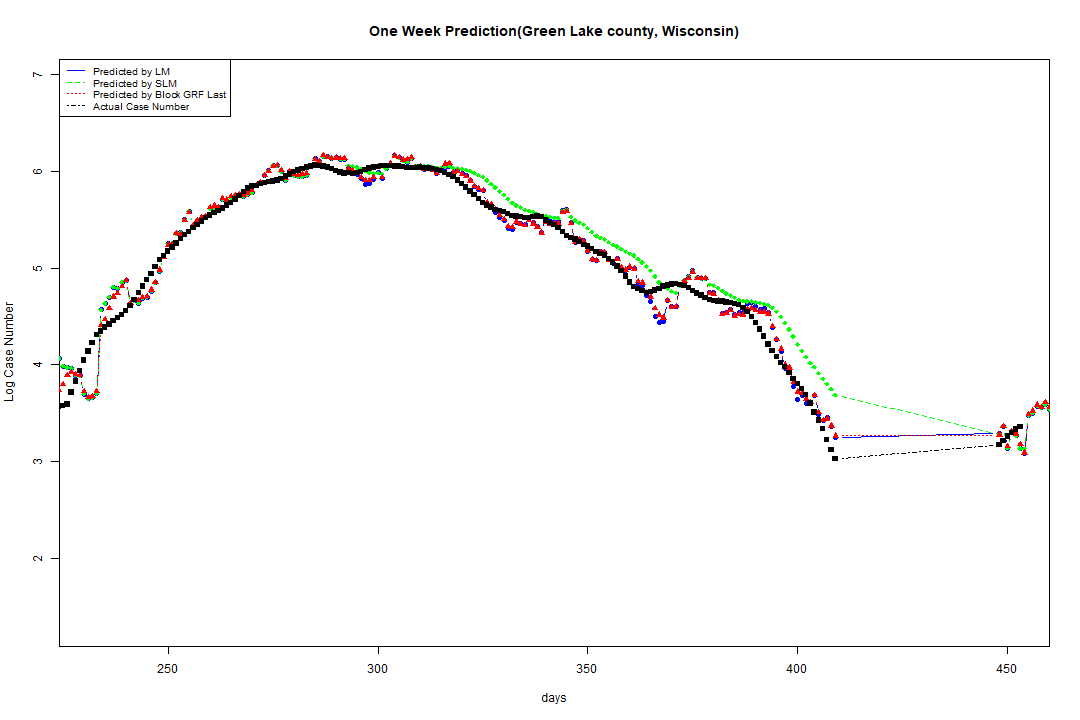 One Week Prediction(Green Lake county, Wisconsin)
Predicted by LM
Predicted by SLM
Predicted by Block GRF Last
Actual Case Number
7
6
5
4
3
2
Log Case Number
250
300
350
400
450
days